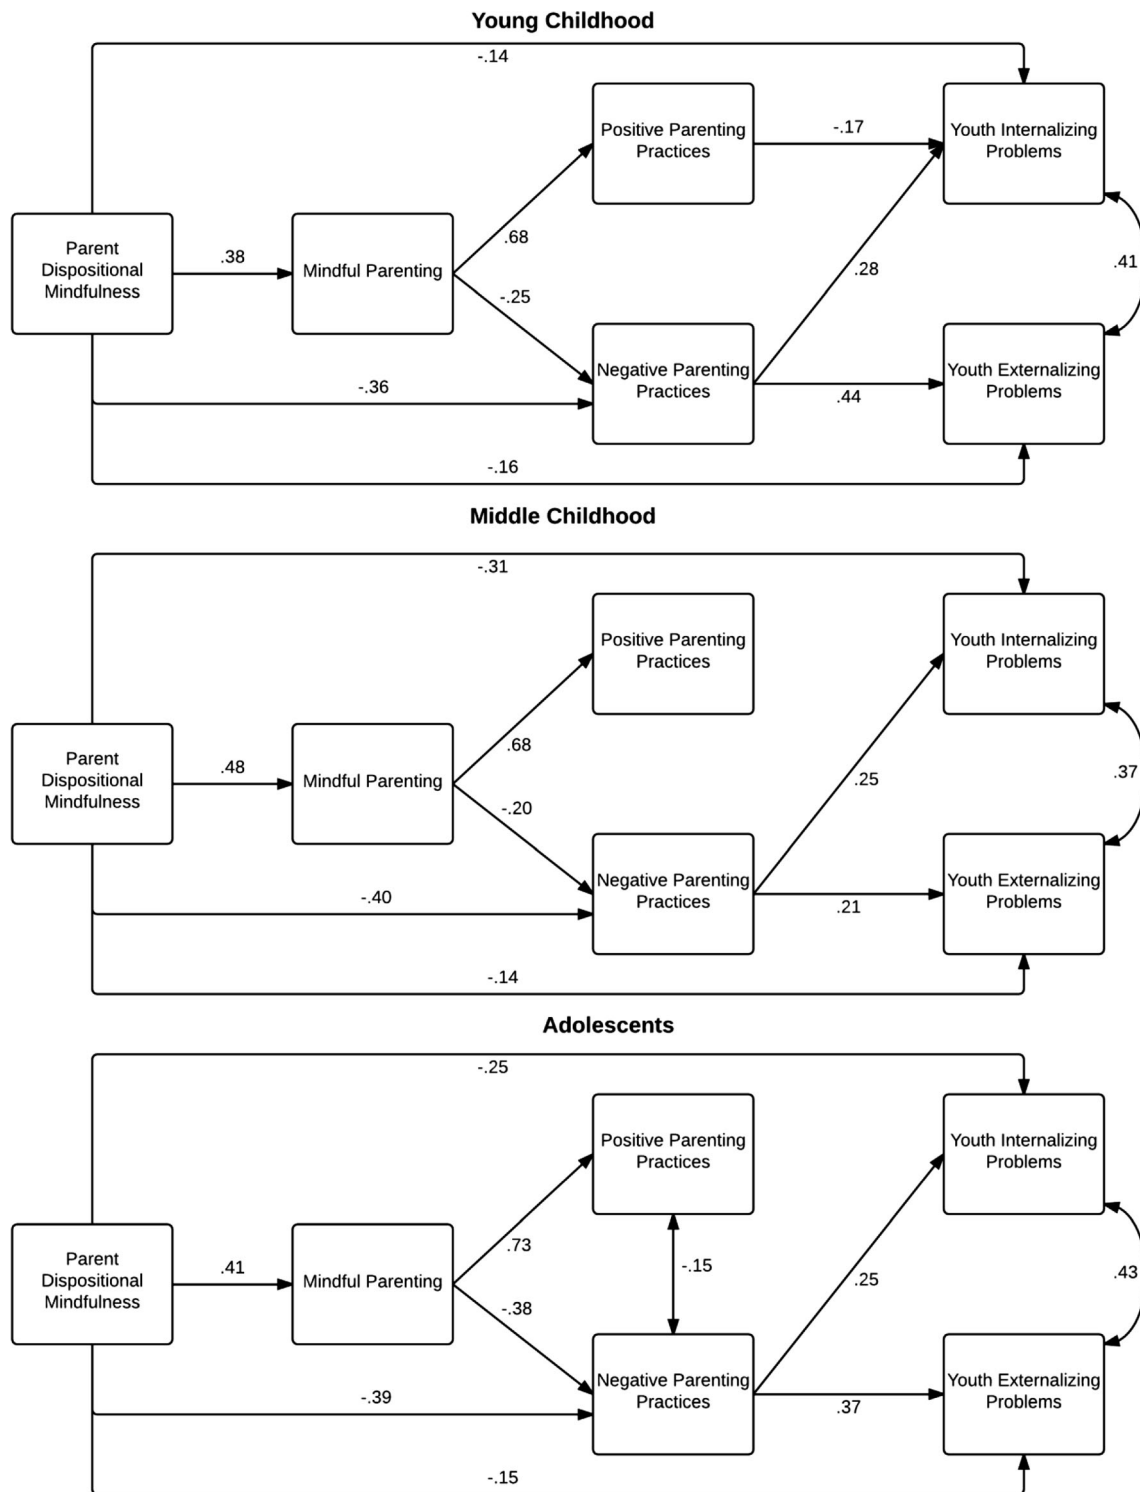 Young Childhood
-.14
Positive Parenting
Practices
-.17
Youth Internalizing
Problems
Parent
Dispositional
Mindfulness
.38
Mindful Parenting
.68
-.25
.28
.41
Negative Parenting
Practices
.44
Youth Externalizing
Problems
-.36
-.16
Middle Childhood
-.31
Positive Parenting
Practices
Youth Internalizing
Problems
Parent
Dispositional
Mindfulness
.48
Mindful Parenting
.68
-.20
.25
.37
Negative Parenting
Practices
.21
Youth Externalizing
Problems
-.40
-.14
Adolescents
-.25
Positive Parenting
Practices
Youth Internalizing
Problems
Parent
Dispositional
Mindfulness
.41
Mindful Parenting
.73
-.38
-.15
.25
.43
Negative Parenting
Practices
.37
Youth Externalizing
Problems
-.39
-.15